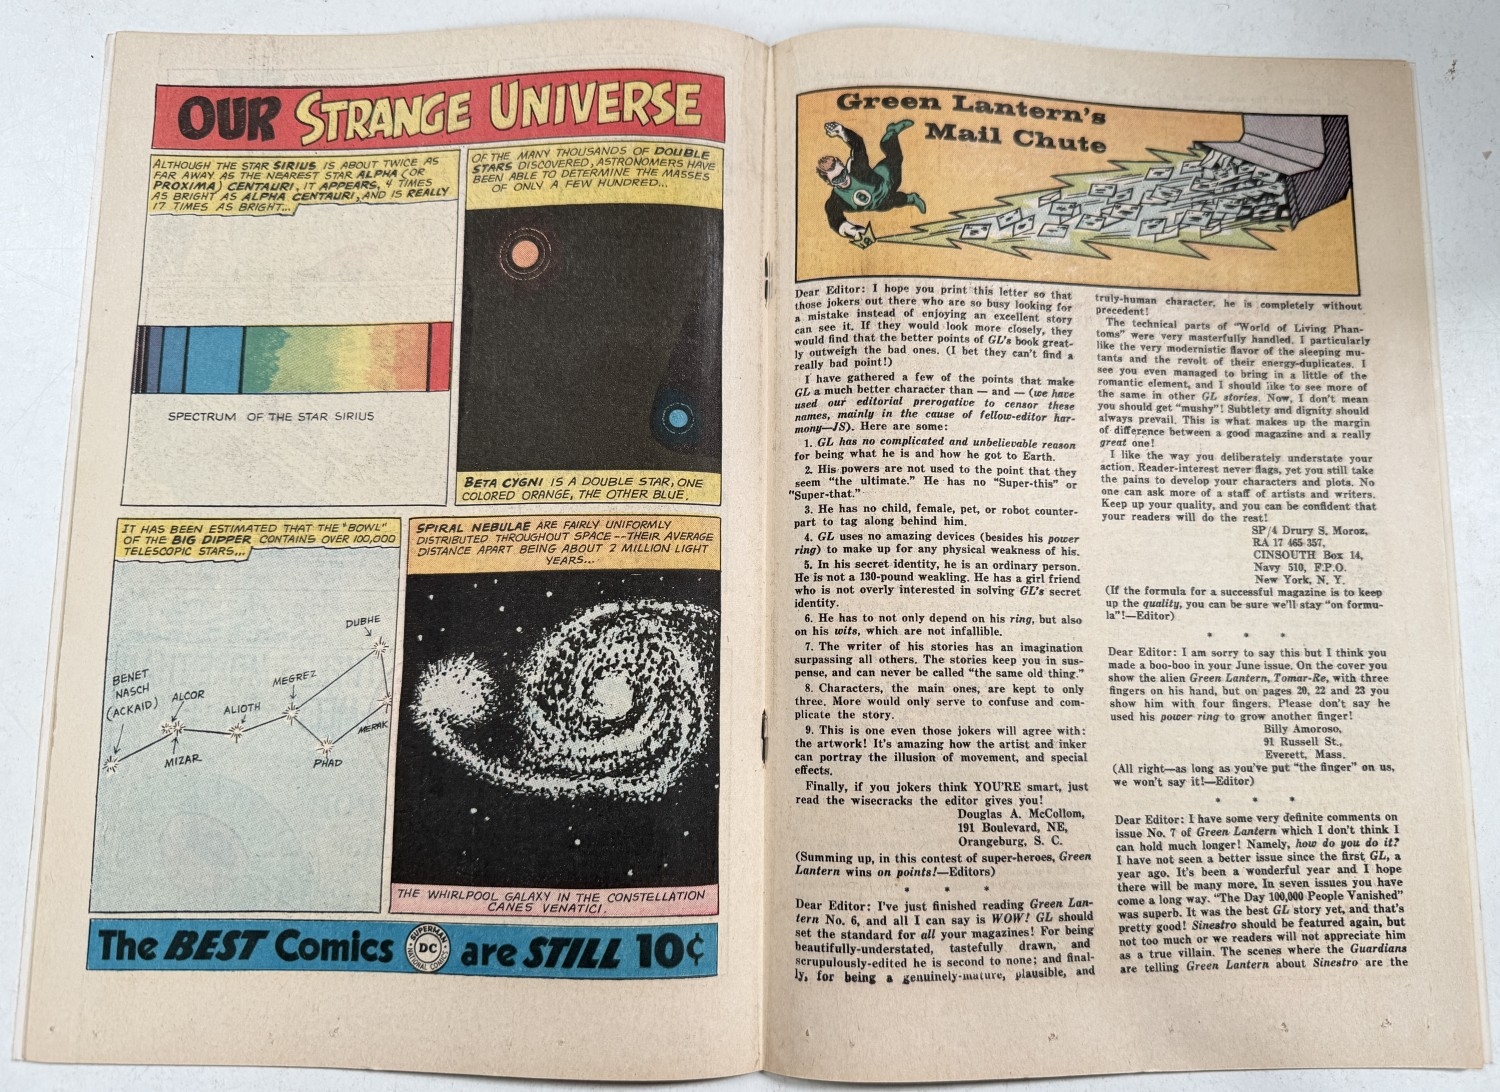 OUR STRANGE UNIVERSE
ALTHOUGH THE STAR SIRIUS IS ABOUT TWICE AS
FAR AWAY AS THE NEAREST STAR ALPHA (OR
PROXIMA) CENTAURI, IT APPEARS, 4 TIMES
AS BRIGHT AS ALPHA CENTAURI, AND IS REALLY
17 TIMES AS BRIGHT...
SPECTRUM OF THE STAR SIRIUS
OF THE MANY THOUSANDS OF DOUBLE
STARS DISCOVERED, ASTRONOMERS HAVE
BEEN ABLE TO DETERMINE THE MASSES
OF ONLY A FEW HUNDRED...
BETA CYGNI IS A DOUBLE STAR, ONE
COLORED ORANGE, THE OTHER BLUE.
IT HAS BEEN ESTIMATED THAT THE "BOWL"
OF THE BIG DIPPER CONTAINS OVER 100,000
TELESCOPIC STARS...
DUBHE
BENET
NASCH
(ACKAID)
ALCOR
MEGREZ
ALIOTH
MERAK
MIZAR
PHAD
SPIRAL NEBULAE ARE FAIRLY UNIFORMLY
DISTRIBUTED THROUGHOUT SPACE--THEIR AVERAGE
DISTANCE APART BEING ABOUT 2 MILLION LIGHT
YEARS...
THE WHIRLPOOL GALAXY IN THE CONSTELLATION
CANES VENATICI.
The BEST Comics SUPERMAN DC NATIONAL COMICS are STILL 10¢
Green Lantern's
Mail Chute
Dear Editor: I hope you print this letter so that
those jokers out there who are so busy looking for
a mistake instead of enjoying an excellent story
can see it. If they would look more closely, they
would find that the better points of GL's book great-
ly outweigh the bad ones. (I bet they can't find a
really bad point!)
I have gathered a few of the points that make
GL a much better character than — and — (we have
used our editorial prerogative to censor these
names, mainly in the cause of fellow-editor har-
mony—JS). Here are some:
1. GL has no complicated and unbelievable reason
for being what he is and how he got to Earth.
2. His powers are not used to the point that they
seem "the ultimate." He has no "Super-this" or
"Super-that."
3. He has no child, female, pet, or robot counter-
part to tag along behind him.
4. GL uses no amazing devices (besides his power
ring) to make up for any physical weakness of his.
5. In his secret identity, he is an ordinary person.
He is not a 130-pound weakling. He has a girl friend
who is not overly interested in solving GL's secret
identity.
6. He has to not only depend on his ring, but also
on his wits, which are not infallible.
7. The writer of his stories has an imagination
surpassing all others. The stories keep you in sus-
pense, and can never be called "the same old thing."
8. Characters, the main ones, are kept to only
three. More would only serve to confuse and com-
plicate the story.
9. This is one even those jokers will agree with:
the artwork! It's amazing how the artist and inker
can portray the illusion of movement, and special
effects.
Finally, if you jokers think YOU'RE smart, just
read the wisecracks the editor gives you!
Douglas A. McCollom,
191 Boulevard, NE,
Orangeburg, S. C.
(Summing up, in this contest of super-heroes, Green
Lantern wins on points!—Editors)
* * *
Dear Editor: I've just finished reading Green Lan-
tern No. 6, and all I can say is WOW! GL should
set the standard for all your magazines! For being
beautifully-understated, tastefully drawn, and
scrupulously-edited he is second to none; and final-
ly, for being a genuinely-mature, plausible, and
truly-human character, he is completely without
precedent!
The technical parts of "World of Living Phan-
toms" were very masterfully handled. I particularly
like the very modernistic flavor of the sleeping mu-
tants and the revolt of their energy-duplicates. I
see you even managed to bring in a little of the
romantic element, and I should like to see more of
the same in other GL stories. Now, I don't mean
you should get "mushy"! Subtlety and dignity should
always prevail. This is what makes up the margin
of difference between a good magazine and a really
great one!
I like the way you deliberately understate your
action. Reader-interest never flags, yet you still take
the pains to develop your characters and plots. No
one can ask more of a staff of artists and writers.
Keep up your quality, and you can be confident that
your readers will do the rest!
SP/4 Drury S. Moroz,
RA 17 465 357,
CINSOUTH Box 14,
Navy 510, F.P.O.
New York, N. Y.
(If the formula for a successful magazine is to keep
up the quality, you can be sure we'll stay "on formu-
la"!—Editor)
* * *
Dear Editor: I am sorry to say this but I think you
made a boo-boo in your June issue. On the cover you
show the alien Green Lantern, Tomar-Re, with three
fingers on his hand, but on pages 20, 22 and 23 you
show him with four fingers. Please don't say he
used his power ring to grow another finger!
Billy Amoroso,
91 Russell St.,
Everett, Mass.
(All right—as long as you've put "the finger" on us,
we won't say it!—Editor)
* * *
Dear Editor: I have some very definite comments on
issue No. 7 of Green Lantern which I don't think I
can hold much longer! Namely, how do you do it?
I have not seen a better issue since the first GL, a
year ago. It's been a wonderful year and I hope
there will be many more. In seven issues you have
come a long way. "The Day 100,000 People Vanished"
was superb. It was the best GL story yet, and that's
pretty good! Sinestro should be featured again, but
not too much or we readers will not appreciate him
as a true villain. The scenes where the Guardians
are telling Green Lantern about Sinestro are the